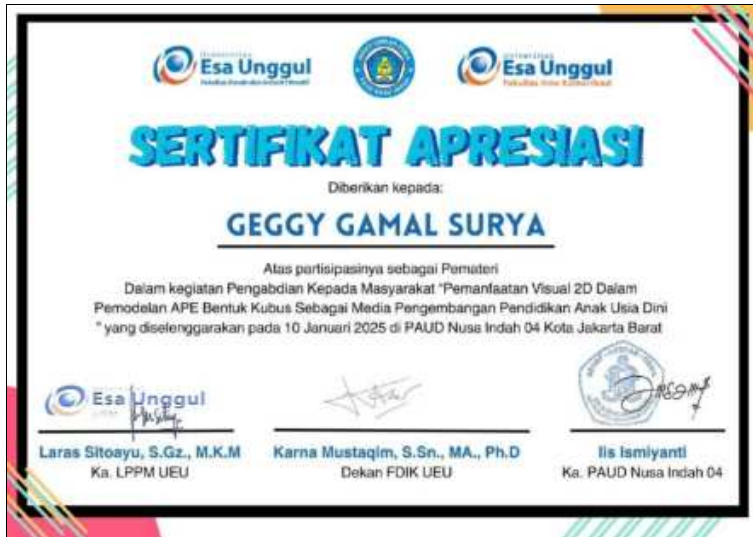 Esa Unggul
Esa Unggul
SERTIFIKAT APRESIASI
Diberikan kepada:
GEGGY GAMAL SURYA
Atas partisipasinya sebagai Pemateri
Dalam kegiatan Pengabdian Kepada Masyarakat "Pemanfaatan Visual 2D Dalam
Pemodelan APE Bentuk Kubus Sebagai Media Pengembangan Pendidikan Anak Usia Dini
" yang diselenggarakan pada 10 Januari 2025 di PAUD Nusa Indah 04 Kota Jakarta Barat
Esa Unggul
Laras Sitoayu, S.Gz., M.K.M
Ka. LPPM UEU
Karna Mustaqim, S.Sn., MA., Ph.D
Dekan FDIK UEU
Iis Ismiyanti
Ka. PAUD Nusa Indah 04